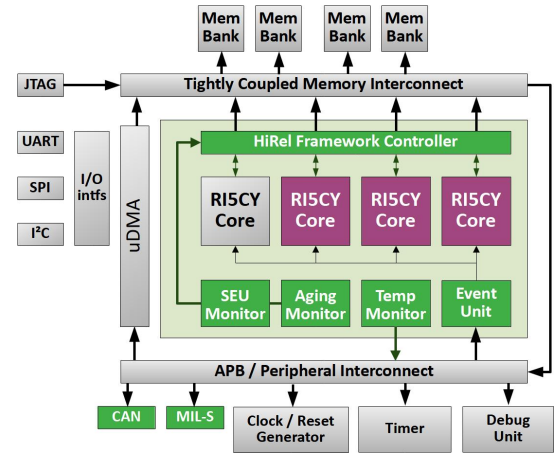 Mem
Bank
Mem
Bank
Mem
Bank
Mem
Bank
JTAG
Tightly Coupled Memory Interconnect
UART
SPI
I²C
I/O
intfs
uDMA
HiRel Framework Controller
RI5CY
Core
RI5CY
Core
RI5CY
Core
RI5CY
Core
SEU
Monitor
Aging
Monitor
Temp
Monitor
Event
Unit
APB / Peripheral Interconnect
CAN
MIL-S
Clock / Reset
Generator
Timer
Debug
Unit